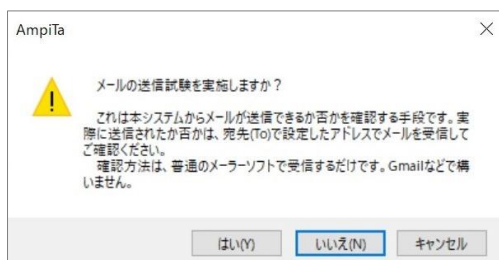 AmpiTa
メールの送信試験を実施しますか？
これは本システムからメールが送信できるか否かを確認する手段です。実
際に送信されたか否かは、宛先(To)で設定したアドレスでメールを受信して
ご確認ください。
確認方法は、普通のメーラーソフトで受信するだけです。Gmailなどで構
いません。
はい(Y)
いいえ(N)
キャンセル